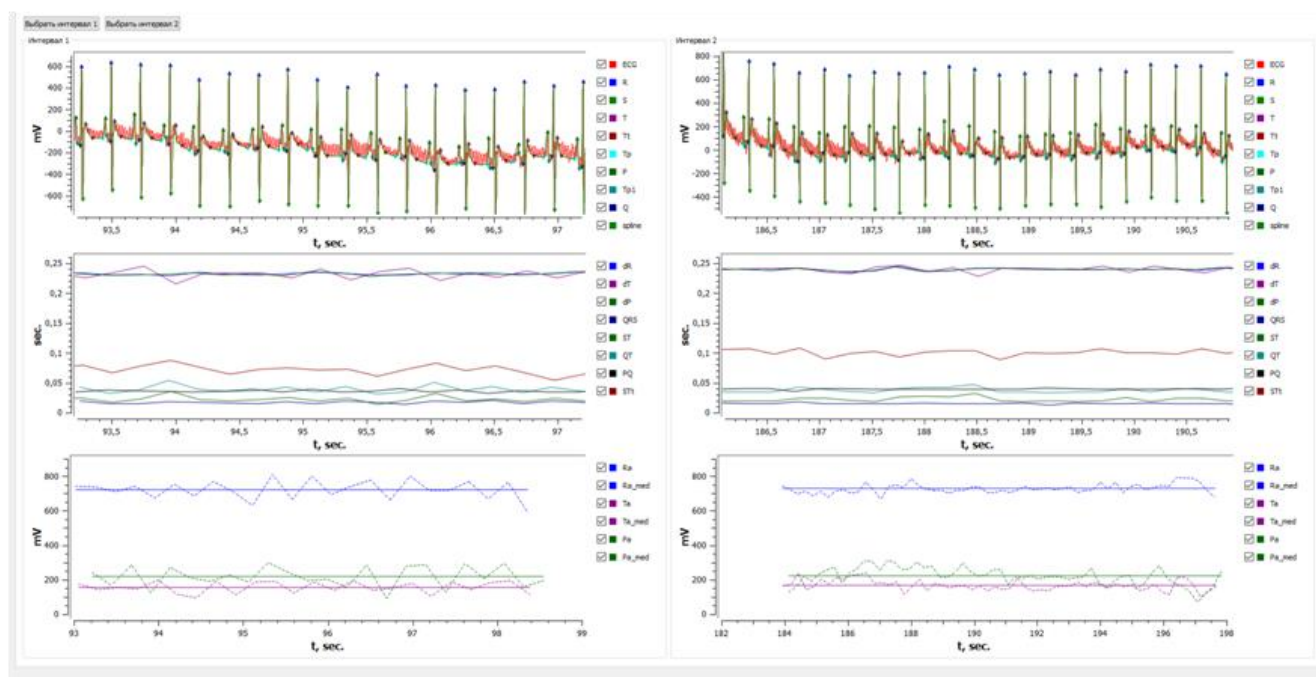 Выбрать интервал 1 Выбрать интервал 2
Интервал 1
mV
600
400
200
0
-200
-400
-600
93,5 94 94,5 95 95,5 96 96,5 97
t, sec.
ECG
R
S
T
Tt
Tp
P
Tp1
Q
spline
sec.
0,25
0,2
0,15
0,1
0,05
0
93,5 94 94,5 95 95,5 96 96,5 97
t, sec.
dR
dT
dP
QRS
ST
QT
PQ
STt
mV
800
600
400
200
0
93 94 95 96 97 98 99
t, sec.
Ra
Ra_med
Ta
Ta_med
Pa
Pa_med
Интервал 2
mV
800
600
400
200
0
-200
-400
186,5 187 187,5 188 188,5 189 189,5 190 190,5
t, sec.
ECG
R
S
T
Tt
Tp
P
Tp1
Q
spline
sec.
0,25
0,2
0,15
0,1
0,05
0
186,5 187 187,5 188 188,5 189 189,5 190 190,5
t, sec.
dR
dT
dP
QRS
ST
QT
PQ
STt
mV
800
600
400
200
0
182 184 186 188 190 192 194 196 198
t, sec.
Ra
Ra_med
Ta
Ta_med
Pa
Pa_med